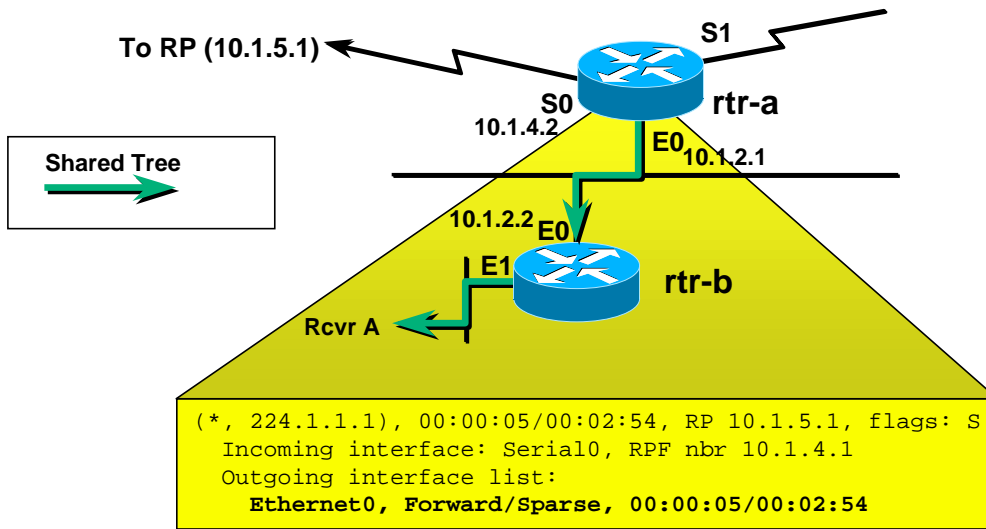 To RP (10.1.5.1)
S1
S0
rtr-a
10.1.4.2
E0
10.1.2.1
Shared Tree
10.1.2.2
E0
E1
rtr-b
Rcvr A
(*, 224.1.1.1), 00:00:05/00:02:54, RP 10.1.5.1, flags: S
Incoming interface: Serial0, RPF nbr 10.1.4.1
Outgoing interface list:
Ethernet0, Forward/Sparse, 00:00:05/00:02:54